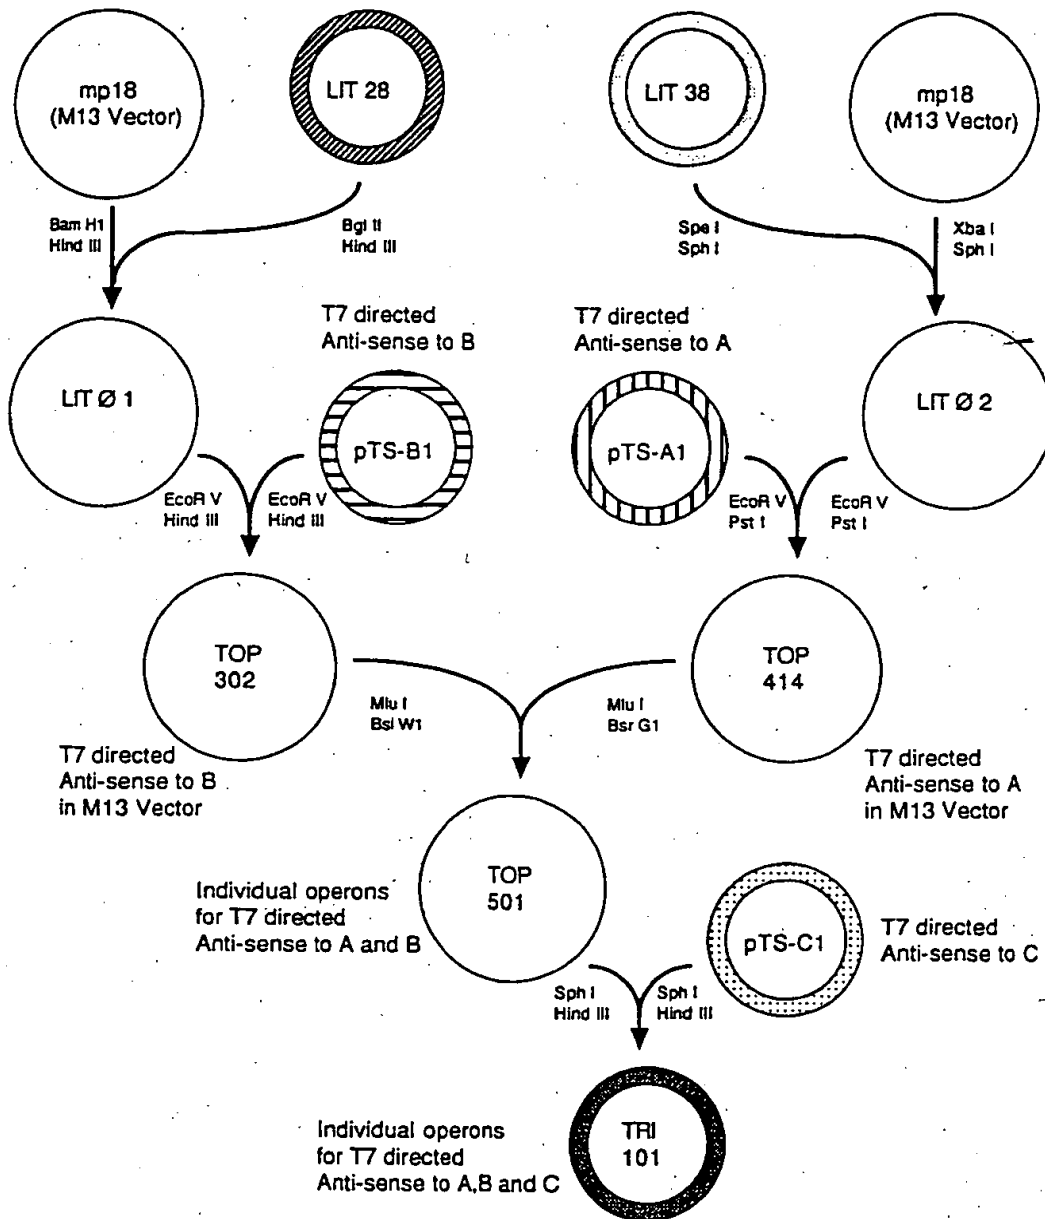 mp18
(M13 Vector)
LIT 28
LIT 38
mp18
(M13 Vector)
Bam H1
Hind III
Bgl II
Hind III
Spe I
Sph I
Xba I
Sph I
T7 directed
Anti-sense to B
T7 directed
Anti-sense to A
LIT Ø 1
pTS-B1
pTS-A1
LIT Ø 2
EcoR V
Hind III
EcoR V
Hind III
EcoR V
Pst I
EcoR V
Pst I
TOP
302
TOP
414
Mlu I
Bsi W1
Mlu I
Bsr G1
T7 directed
Anti-sense to B
in M13 Vector
T7 directed
Anti-sense to A
in M13 Vector
TOP
501
Individual operons
for T7 directed
Anti-sense to A and B
pTS-C1
T7 directed
Anti-sense to C
Sph I
Hind III
Sph I
Hind III
TRI
101
Individual operons
for T7 directed
Anti-sense to A,B and C